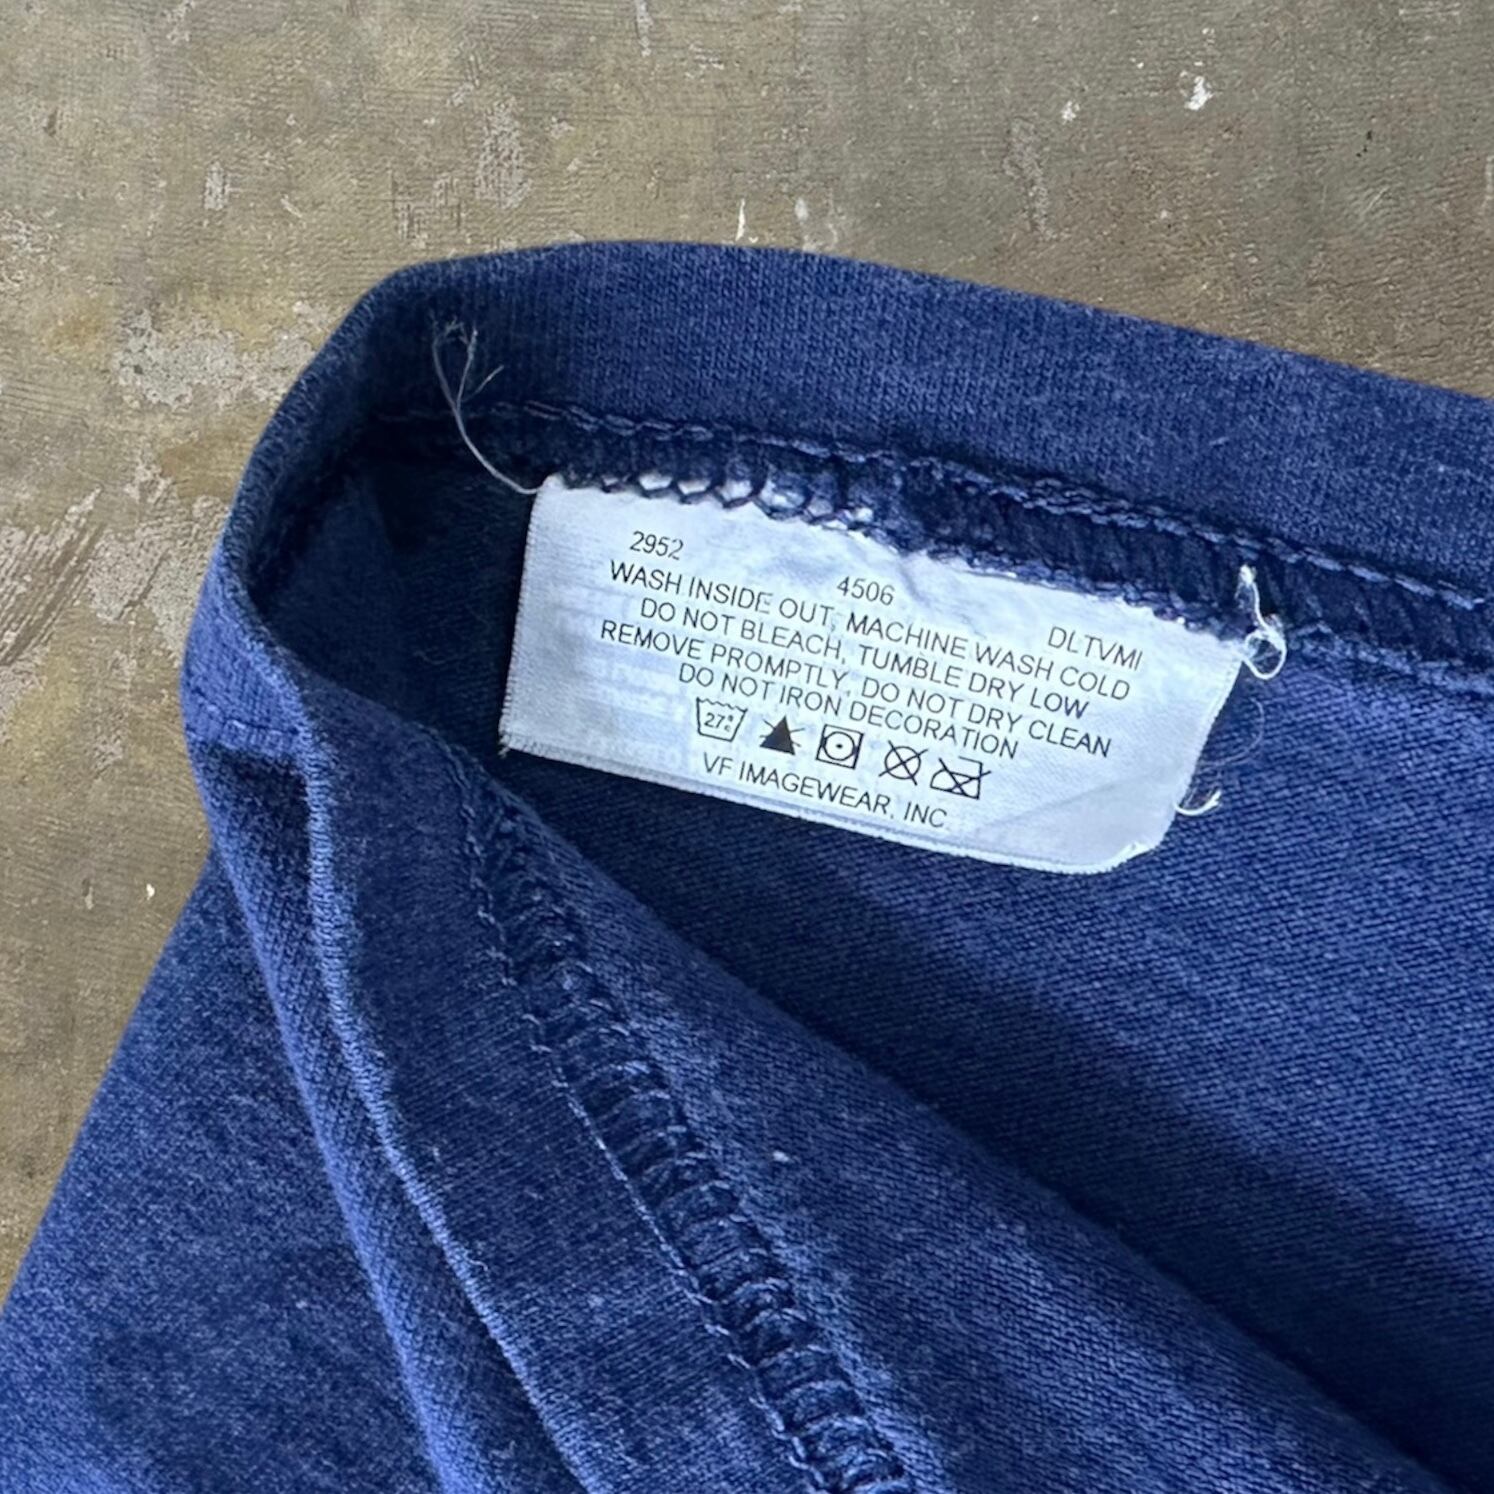 2952 4506 DLTVMI
WASH INSIDE OUT, MACHINE WASH COLD
DO NOT BLEACH, TUMBLE DRY LOW
REMOVE PROMPTLY, DO NOT DRY CLEAN
DO NOT IRON DECORATION
27°
VF IMAGEWEAR, INC